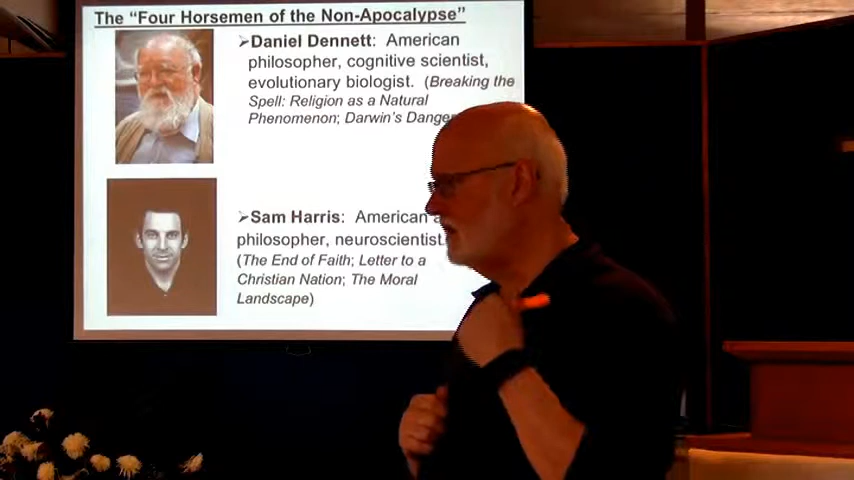 The "Four Horsemen of the Non-Apocalypse"
➢Daniel Dennett: American
philosopher, cognitive scientist,
evolutionary biologist. (Breaking the
Spell: Religion as a Natural
Phenomenon; Darwin's
➢Sam Harris: American
philosopher, neuroscientist
(The End of Faith; Letter to a
Christian Nation; The Moral
Landscape)